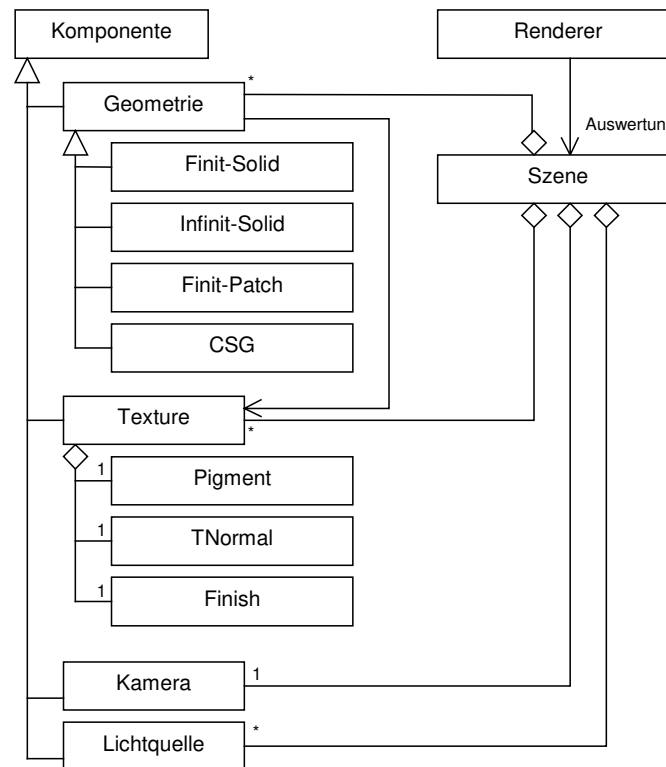 Komponente
Renderer
Geometrie
*
Auswertun
Finit-Solid
Szene
Infinit-Solid
Finit-Patch
CSG
Texture
*
1
Pigment
1
TNormal
1
Finish
Kamera
1
Lichtquelle
*